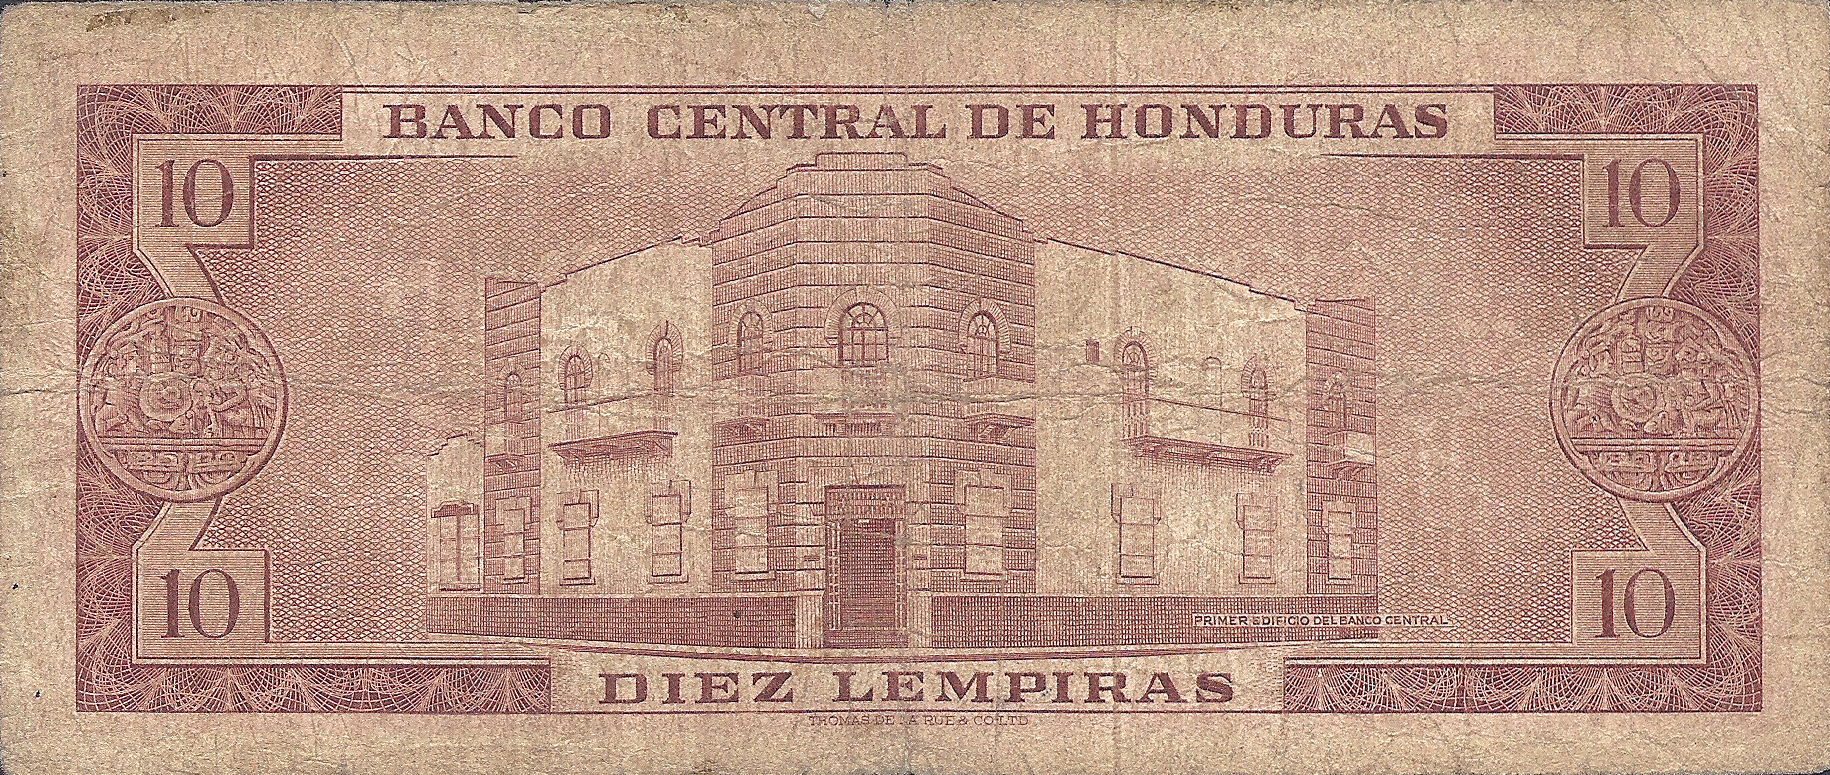 BANCO CENTRAL DE HONDURAS
10
10
10
10
PRIMER EDIFICIO DEL BANCO CENTRAL
DIEZ LEMPIRAS
THOMAS DE LA RUE & CO. LTD.